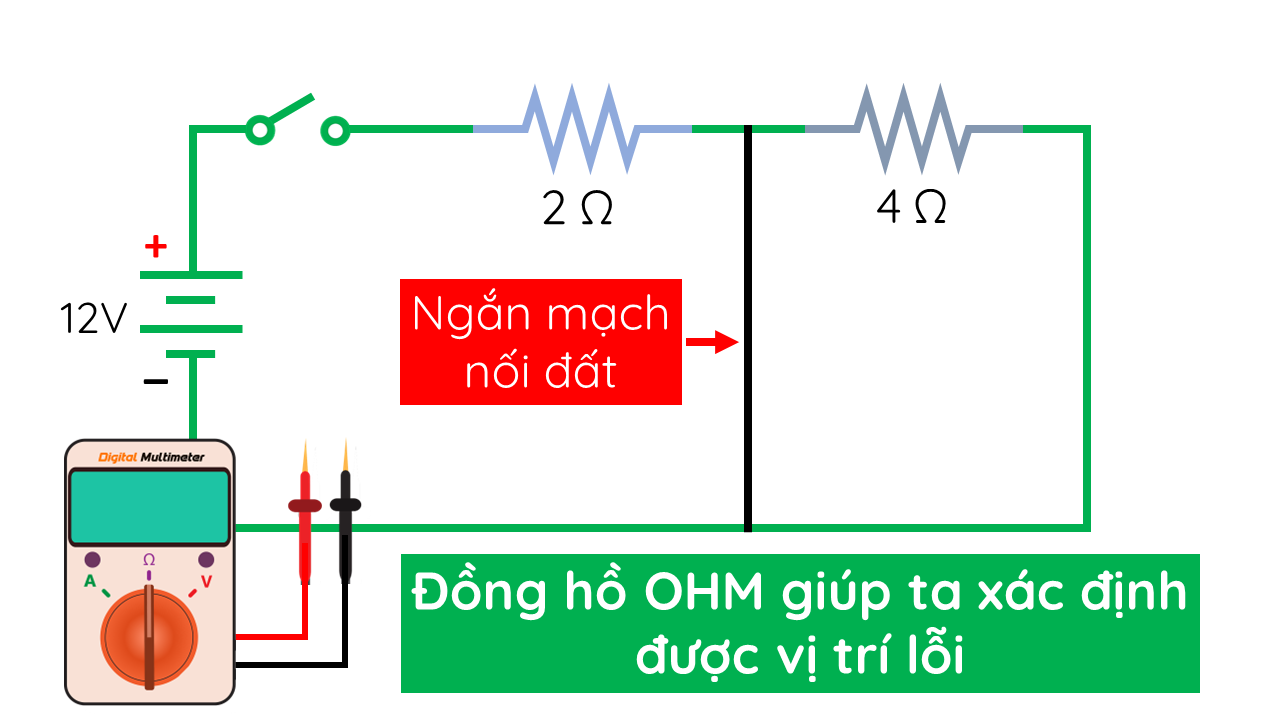 2 Ω
4 Ω
+
12V
Ngắn mạch
nối đất
−
Digital Multimeter
Ω
A
V
Đồng hồ OHM giúp ta xác định
được vị trí lỗi